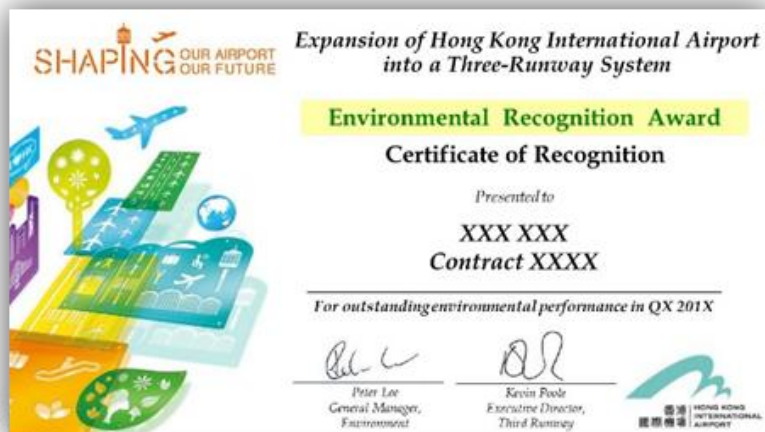 SHAPING OUR AIRPORT
OUR FUTURE
Expansion of Hong Kong International Airport
into a Three-Runway System
Environmental Recognition Award
Certificate of Recognition
Presented to
XXX XXX
Contract XXXX
For outstanding environmental performance in QX 201X
Peter Lee
General Manager,
Environment
Kevin Poole
Executive Director,
Third Runway
香港
國際機場
HONG KONG
INTERNATIONAL
AIRPORT